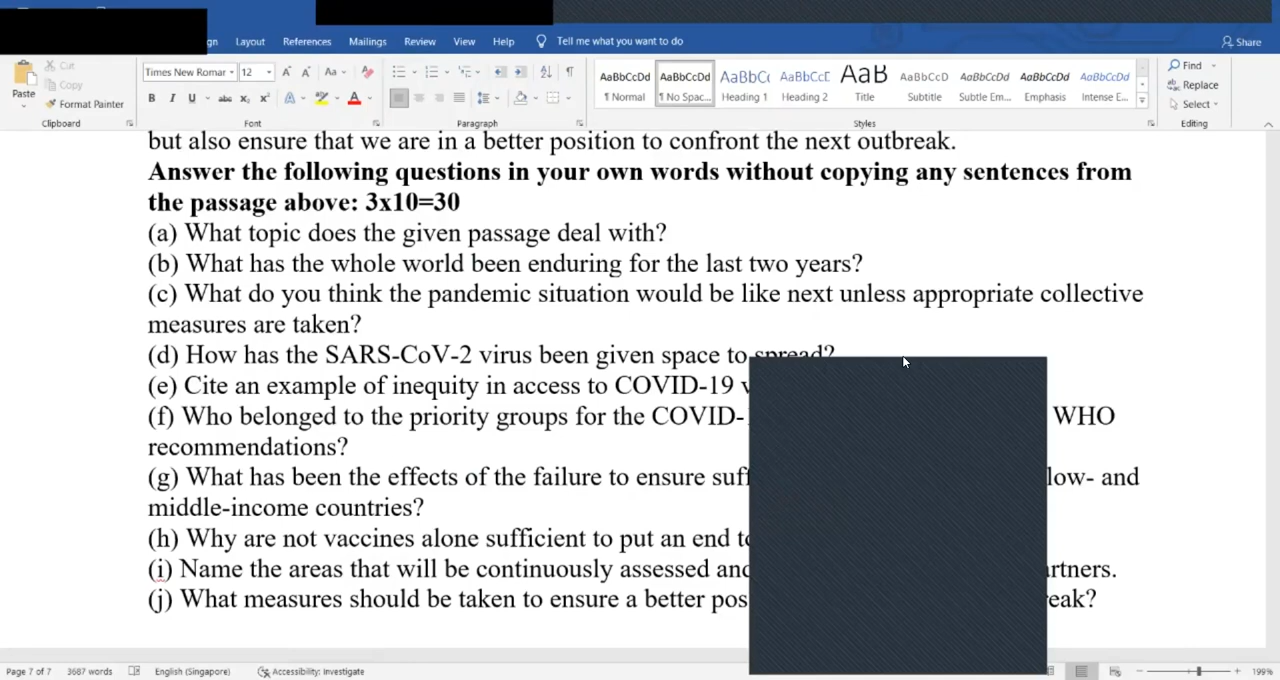 gn Layout References Mailings Review View Help Tell me what you want to do Share
Paste Cut Copy Format Painter
Times New Romar 12
AaBbCcDd AaBbCcDd AaBbCc AaBbCcE AaB AaBbCcD AaBbCcDd AaBbCcDd AaBbCcDd
¶ Normal ¶ No Spac... Heading 1 Heading 2 Title Subtitle Subtle Em... Emphasis Intense E...
Find Replace Select
Clipboard Font Paragraph Styles Editing
but also ensure that we are in a better position to confront the next outbreak.
Answer the following questions in your own words without copying any sentences from
the passage above: 3x10=30
(a) What topic does the given passage deal with?
(b) What has the whole world been enduring for the last two years?
(c) What do you think the pandemic situation would be like next unless appropriate collective
measures are taken?
(d) How has the SARS-CoV-2 virus been given space to spread?
(e) Cite an example of inequity in access to COVID-19 v
(f) Who belonged to the priority groups for the COVID- WHO
recommendations?
(g) What has been the effects of the failure to ensure suf low- and
middle-income countries?
(h) Why are not vaccines alone sufficient to put an end to
(i) Name the areas that will be continuously assessed and rtners.
(j) What measures should be taken to ensure a better pos eak?
Page 7 of 7 3687 words English (Singapore) Accessibility: Investigate 199%